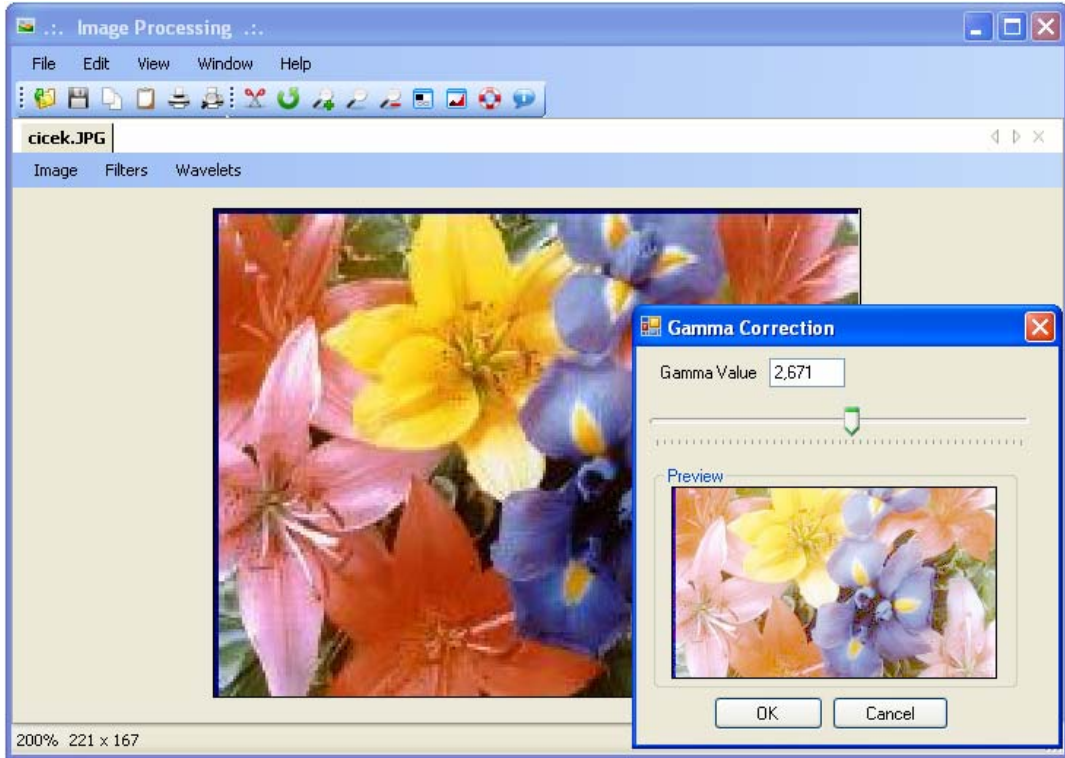 .:. Image Processing .:.
File Edit View Window Help
cicek.JPG
Image Filters Wavelets
Gamma Correction
Gamma Value 2,671
Preview
OK Cancel
200% 221 x 167